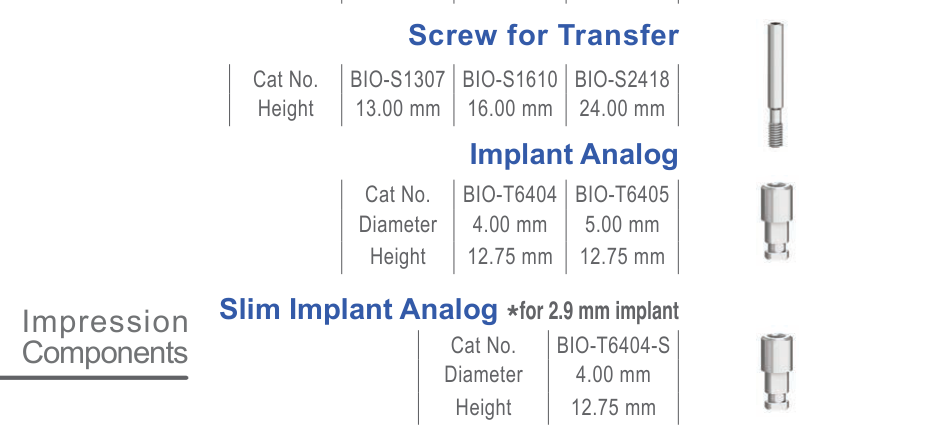 Screw for Transfer
Cat No. BIO-S1307 BIO-S1610 BIO-S2418
Height 13.00 mm 16.00 mm 24.00 mm
Implant Analog
Cat No. BIO-T6404 BIO-T6405
Diameter 4.00 mm 5.00 mm
Height 12.75 mm 12.75 mm
Impression
Components
Slim Implant Analog *for 2.9 mm implant
Cat No. BIO-T6404-S
Diameter 4.00 mm
Height 12.75 mm